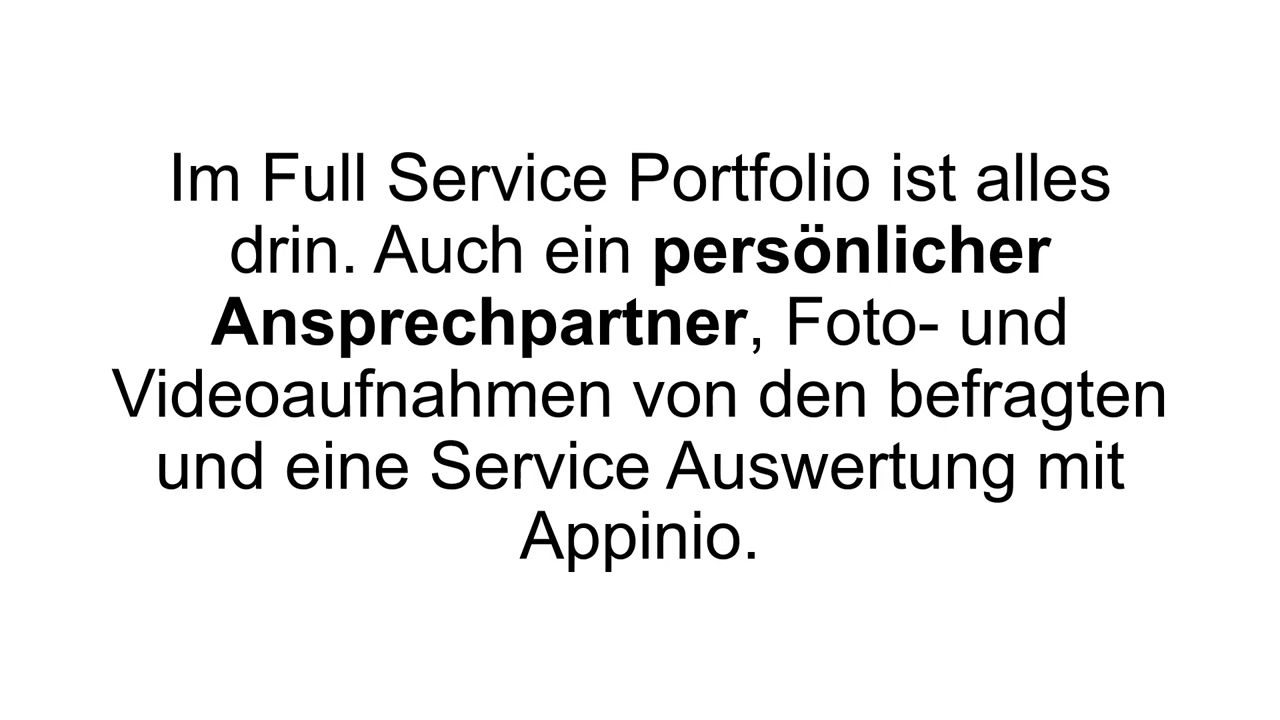 Im Full Service Portfolio ist alles
drin. Auch ein persönlicher
Ansprechpartner, Foto- und
Videoaufnahmen von den befragten
und eine Service Auswertung mit
Appinio.